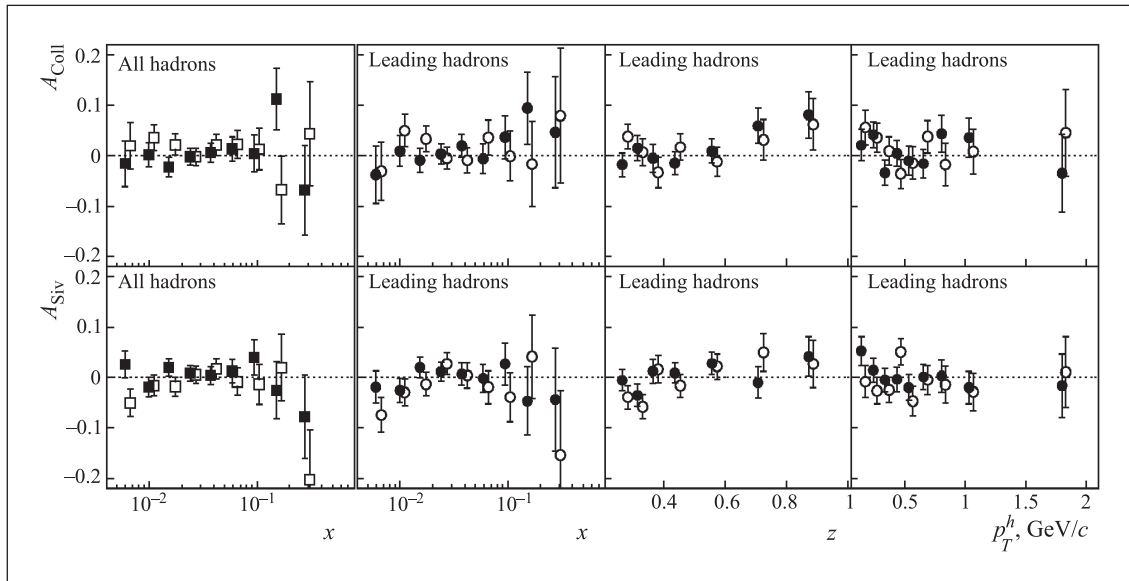 A_Coll
0.2
0.1
0
−0.1
−0.2
All hadrons
Leading hadrons
Leading hadrons
Leading hadrons
A_Siv
0.2
0.1
0
−0.1
−0.2
All hadrons
Leading hadrons
Leading hadrons
Leading hadrons
10⁻² 10⁻¹ 10⁻² 10⁻¹ 0.4 0.6 0.8 1 0.5 1 1.5 2
x x z p_T^h, GeV/c